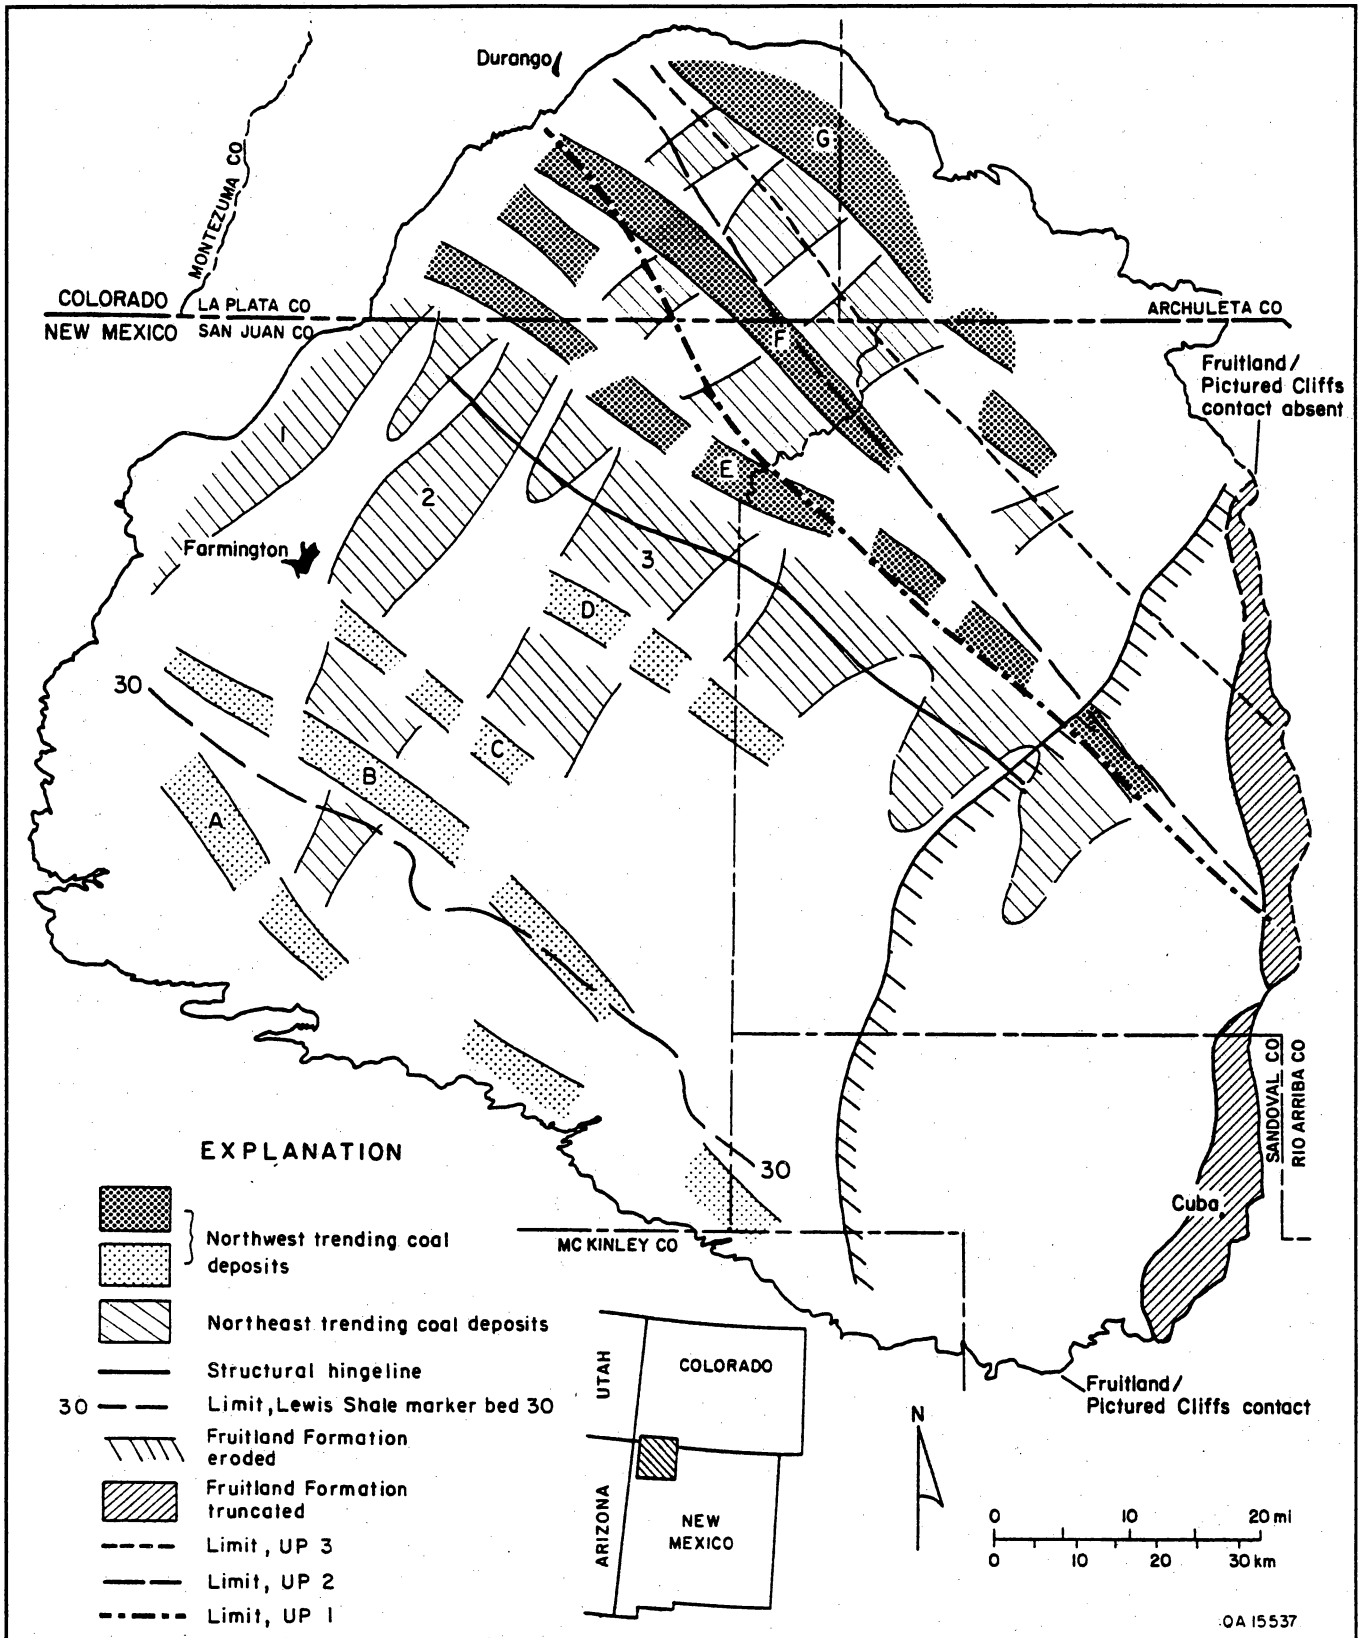 Durango
MONTEZUMA CO
G
COLORADO
LA PLATA CO
ARCHULETA CO
NEW MEXICO
SAN JUAN CO
F
Fruitland/
Pictured Cliffs
contact absent
1
E
2
Farmington
3
D
30
C
B
A
SANDOVAL CO
RIO ARRIBA CO
30
Cuba
MC KINLEY CO
EXPLANATION
Northwest trending coal
deposits
Northeast trending coal deposits
Structural hingeline
30
Limit, Lewis Shale marker bed 30
Fruitland Formation
eroded
Fruitland Formation
truncated
Limit, UP 3
Limit, UP 2
Limit, UP 1
UTAH
COLORADO
ARIZONA
NEW
MEXICO
Fruitland/
Pictured Cliffs contact
N
0 10 20 mi
0 10 20 30 km
QA 15537